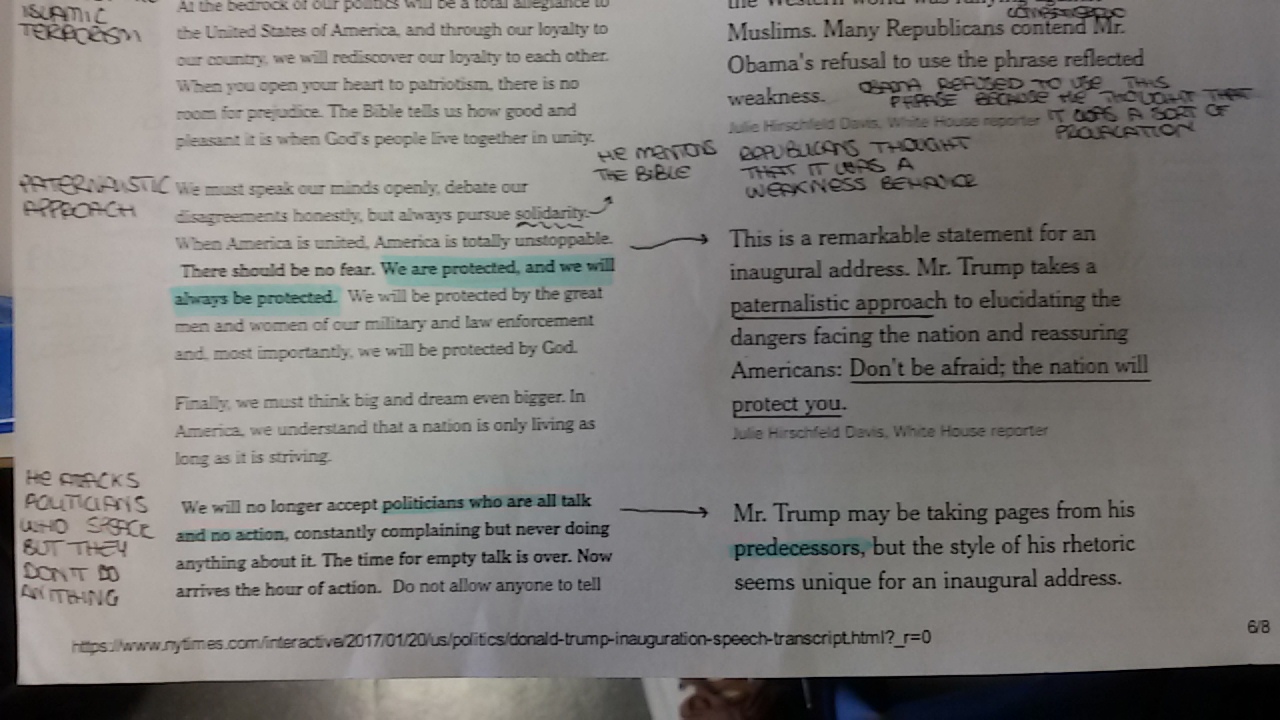 ISLAMIC
TERRORISM
At the bedrock of our politics will be a total allegiance to
the United States of America, and through our loyalty to
our country, we will rediscover our loyalty to each other.
When you open your heart to patriotism, there is no
room for prejudice. The Bible tells us how good and
pleasant it is when God's people live together in unity.
HE MENTIONS
THE BIBLE
PATERNALISTIC
APPROACH
We must speak our minds openly, debate our
disagreements honestly, but always pursue solidarity.
When America is united, America is totally unstoppable.
There should be no fear. We are protected, and we will
always be protected. We will be protected by the great
men and women of our military and law enforcement
and, most importantly, we will be protected by God.
Finally, we must think big and dream even bigger. In
America, we understand that a nation is only living as
long as it is striving.
HE ATACKS
POLITICIANS
WHO SPEACK
BUT THEY
DON'T DO
ANYTHING
We will no longer accept politicians who are all talk
and no action, constantly complaining but never doing
anything about it. The time for empty talk is over. Now
arrives the hour of action. Do not allow anyone to tell
the Western world was rallying against
Muslims. Many Republicans contend Mr.
Obama's refusal to use the phrase reflected
weakness.
OBAMA REFUSED TO USE THIS
PHRASE BECAUSE HE THOUGHT THAT
IT WAS A SORT OF
PROVOCATION
Julie Hirschfeld Davis, White House reporter
REPUBLICANS THOUGHT
THAT IT WAS A
WEAKNESS
This is a remarkable statement for an
inaugural address. Mr. Trump takes a
paternalistic approach to elucidating the
dangers facing the nation and reassuring
Americans: Don't be afraid; the nation will
protect you.
Julie Hirschfeld Davis, White House reporter
Mr. Trump may be taking pages from his
predecessors, but the style of his rhetoric
seems unique for an inaugural address.
https://www.nytimes.com/interactive/2017/01/20/us/politics/donald-trump-inauguration-speech-transcript.html?_r=0
6/8